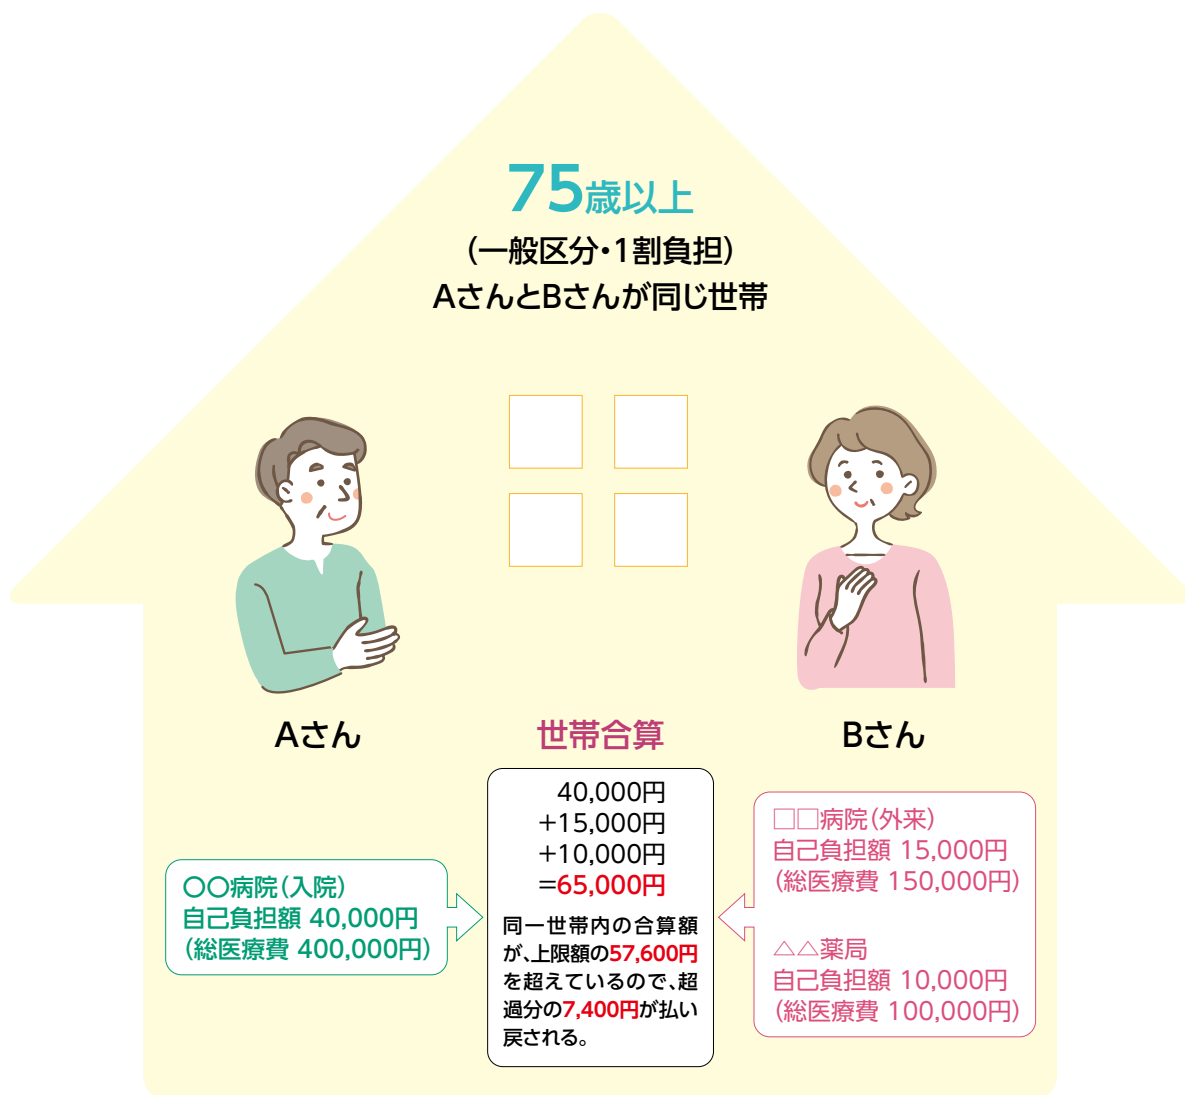 75歳以上
(一般区分・1割負担)
AさんとBさんが同じ世帯
Aさん
〇〇病院(入院)
自己負担額 40,000円
(総医療費 400,000円)
世帯合算
40,000円
+15,000円
+10,000円
=65,000円
同一世帯内の合算額
が、上限額の57,600円
を超えているので、超
過分の7,400円が払い
戻される。
Bさん
□□病院(外来)
自己負担額 15,000円
(総医療費 150,000円)
△△薬局
自己負担額 10,000円
(総医療費 100,000円)